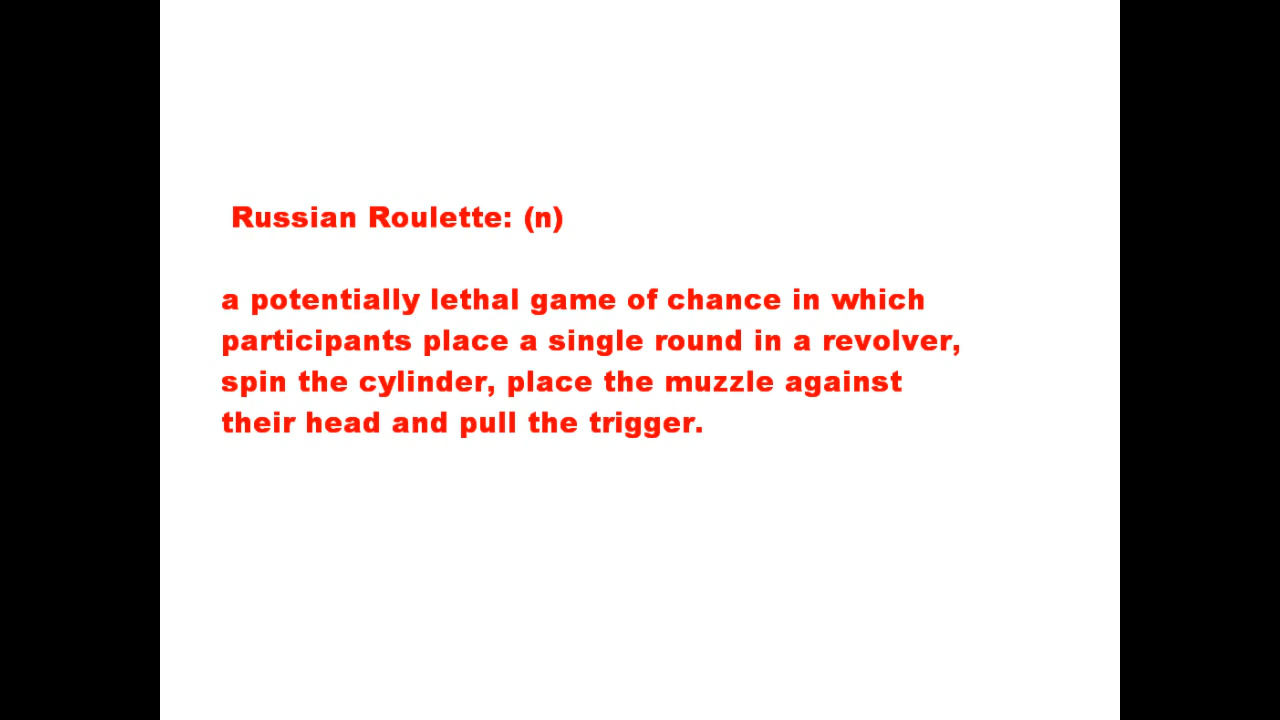 Russian Roulette: (n)
a potentially lethal game of chance in which
participants place a single round in a revolver,
spin the cylinder, place the muzzle against
their head and pull the trigger.